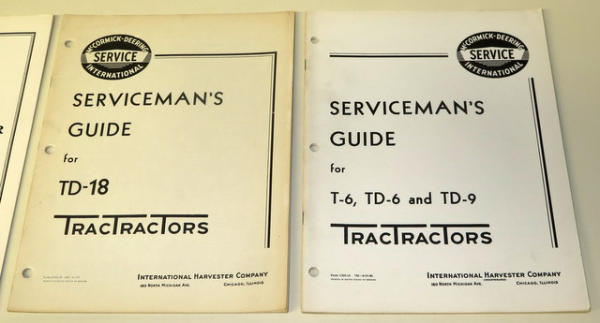 R
McCORMICK-DEERING
SERVICE
INTERNATIONAL
SERVICEMAN'S
GUIDE
for
TD-18
TRACTRACTORS
INTERNATIONAL HARVESTER COMPANY
180 NORTH MICHIGAN AVE. CHICAGO, ILLINOIS
McCORMICK-DEERING
SERVICE
INTERNATIONAL
SERVICEMAN'S
GUIDE
for
T-6, TD-6 and TD-9
TRACTRACTORS
INTERNATIONAL HARVESTER COMPANY
180 NORTH MICHIGAN AVE. CHICAGO, ILLINOIS